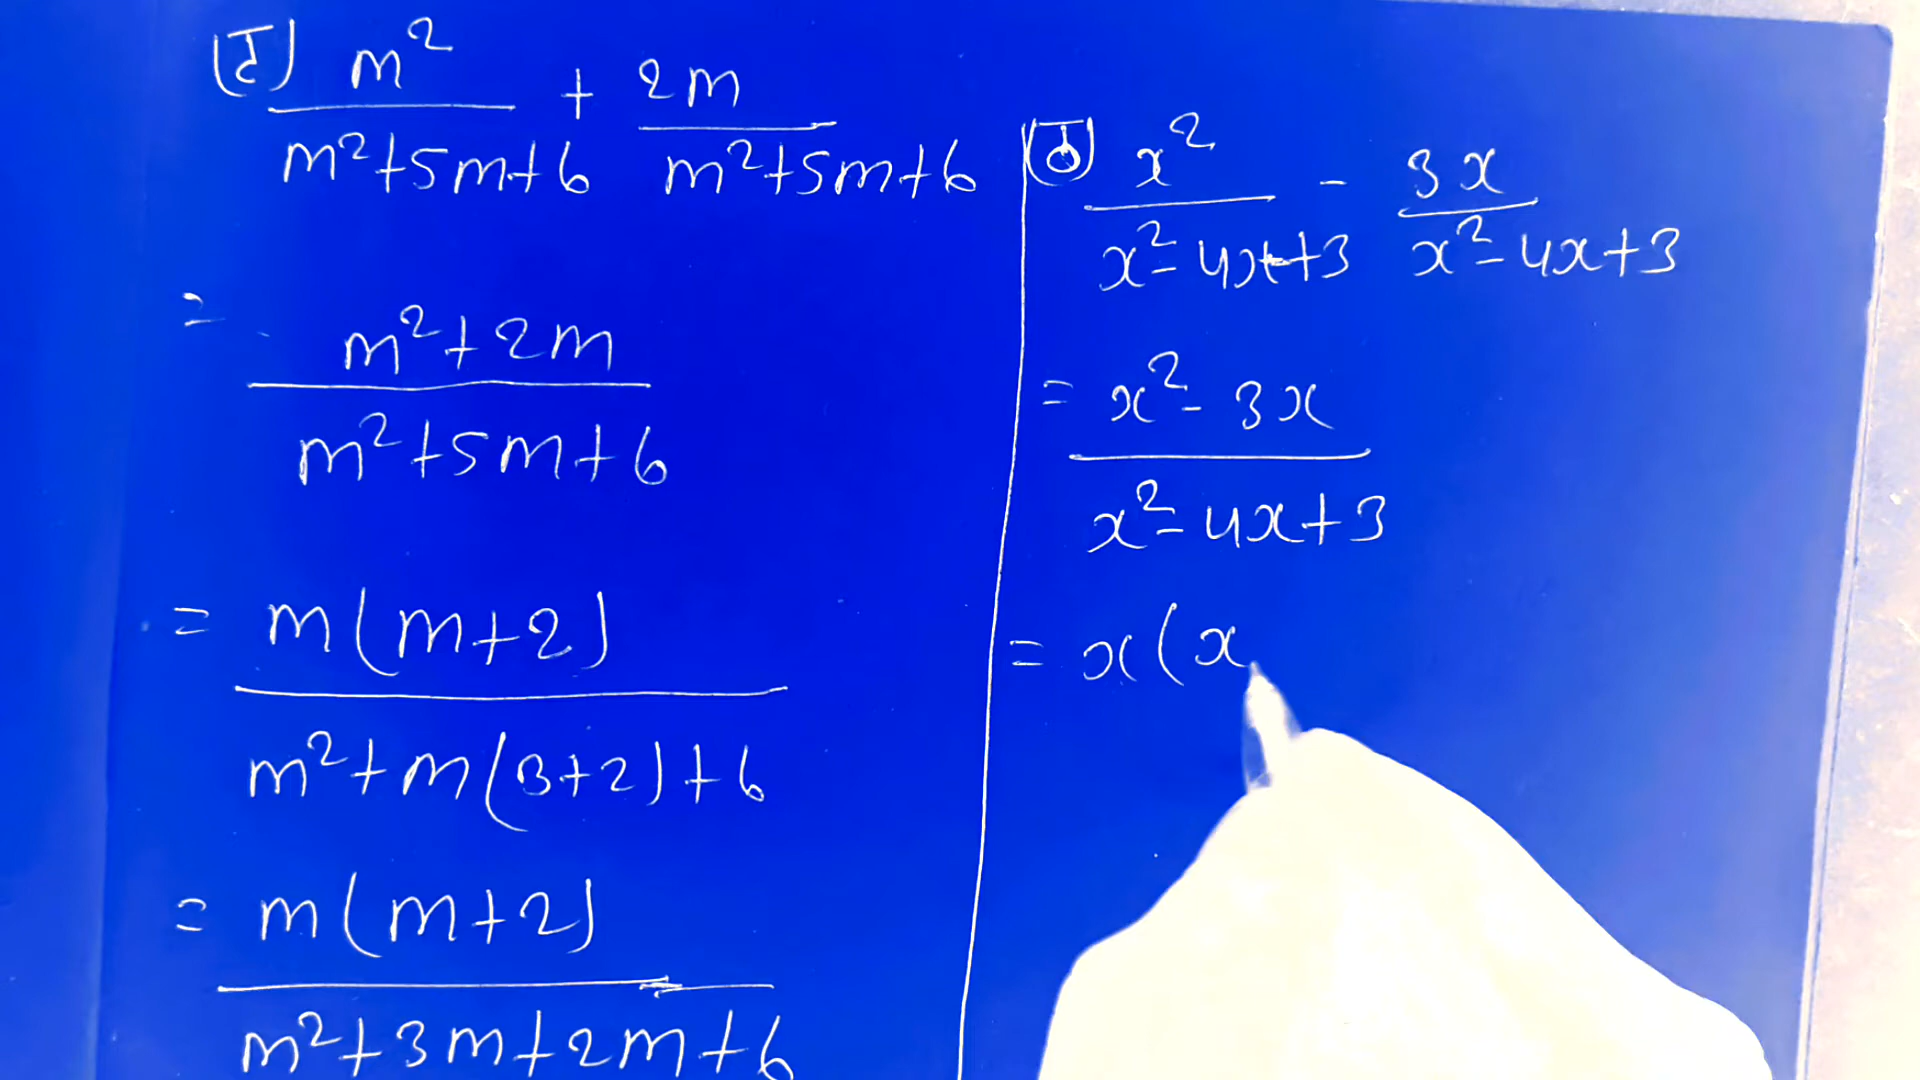 (ट) m²/(m²+5m+6) + 2m/(m²+5m+6)
= (m²+2m)/(m²+5m+6)
= m(m+2)/(m²+m(3+2)+6)
= m(m+2)/(m²+3m+2m+6)
(ठ) x²/(x²-4x+3) - 3x/(x²-4x+3)
= (x²-3x)/(x²-4x+3)
= x(x